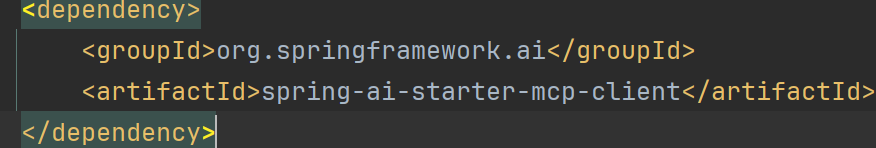 <dependency>
<groupId>org.springframework.ai</groupId>
<artifactId>spring-ai-starter-mcp-client</artifactId>
</dependency>